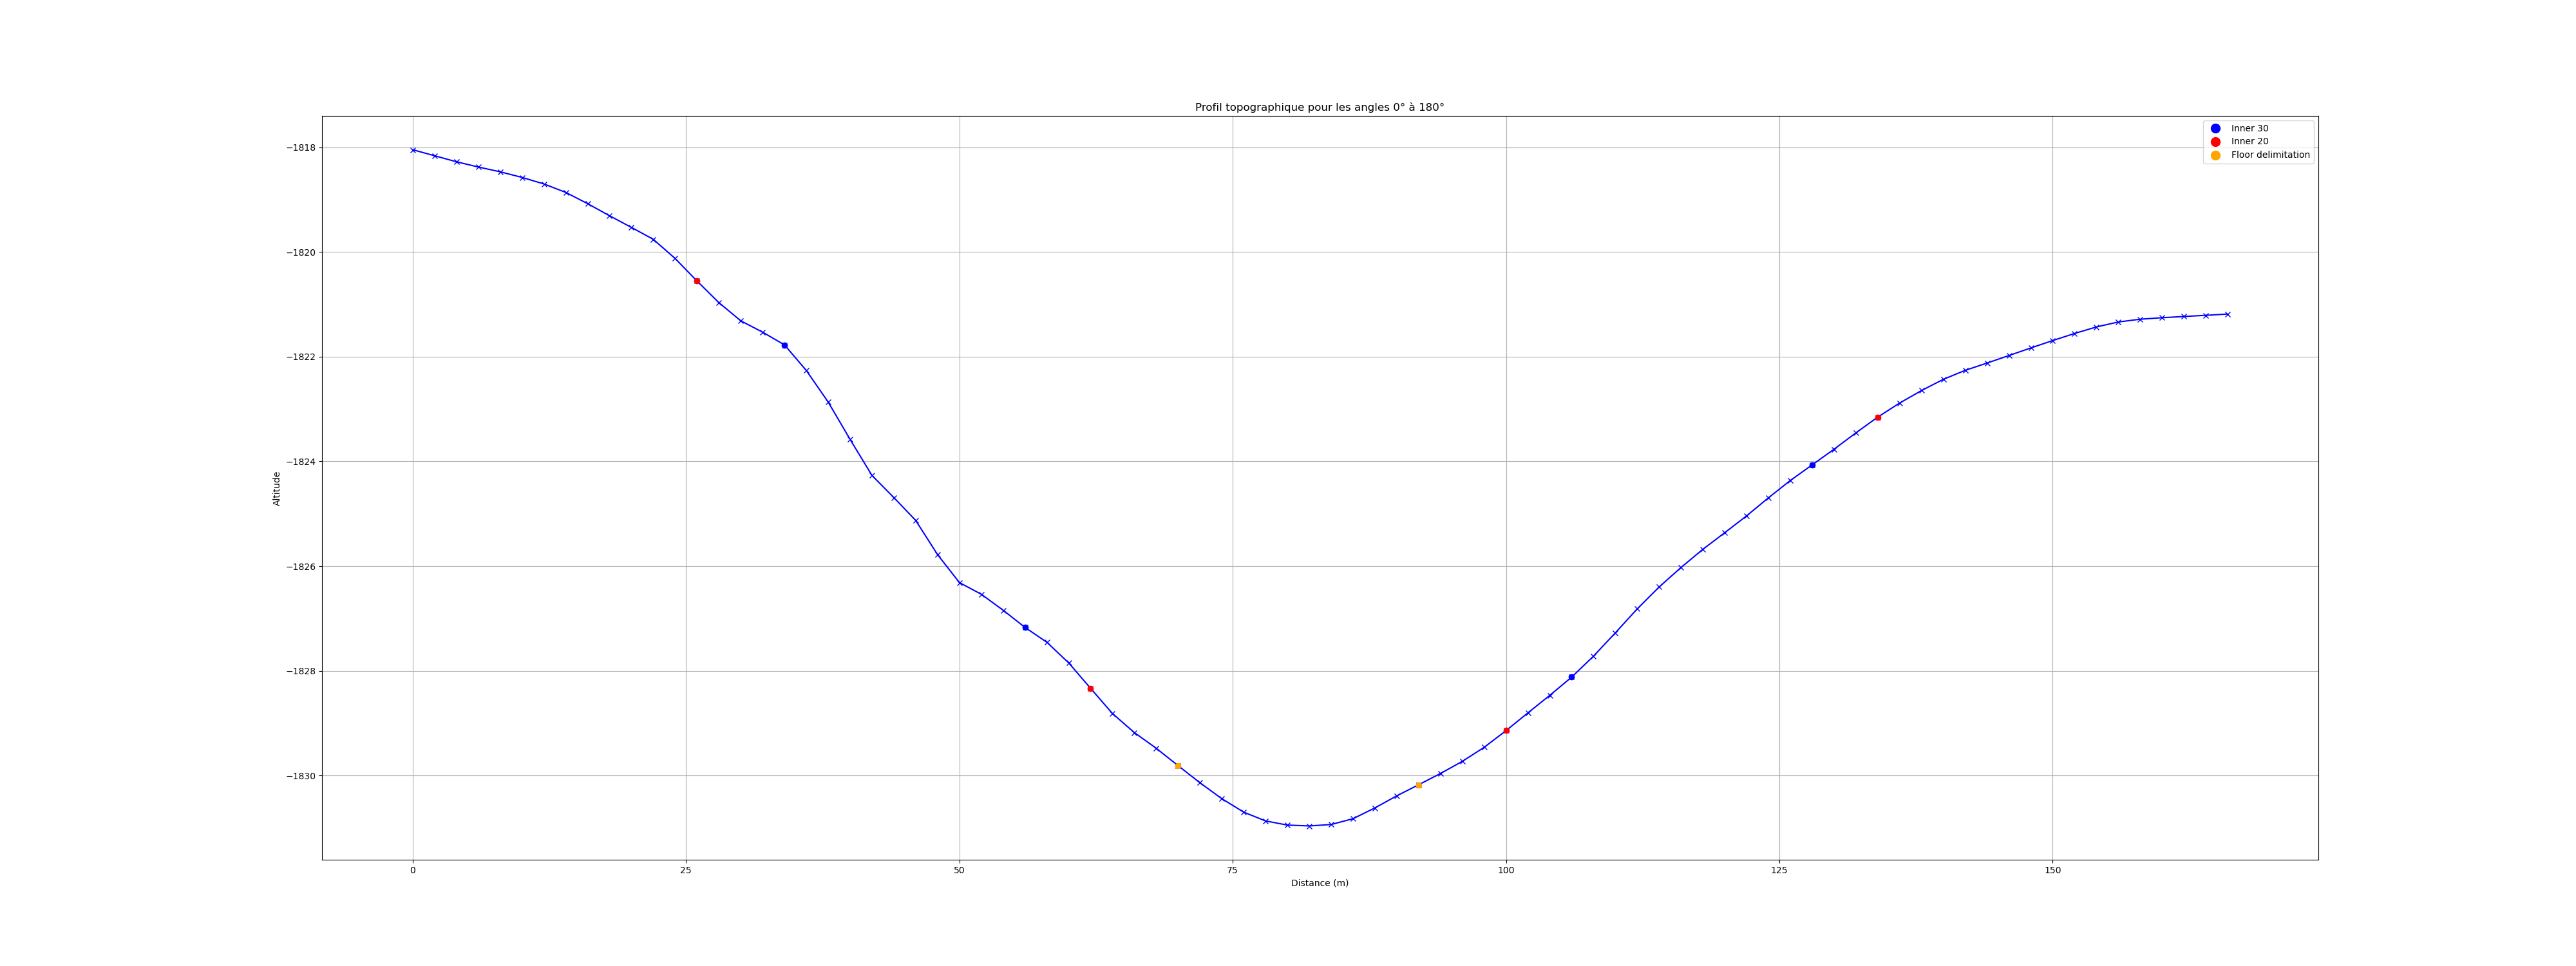 Profil topographique pour les angles 0° à 180°
Inner 30
Inner 20
Floor delimitation
−1818
−1820
−1822
−1824
−1826
−1828
−1830
Altitude
0 25 50 75 100 125 150
Distance (m)